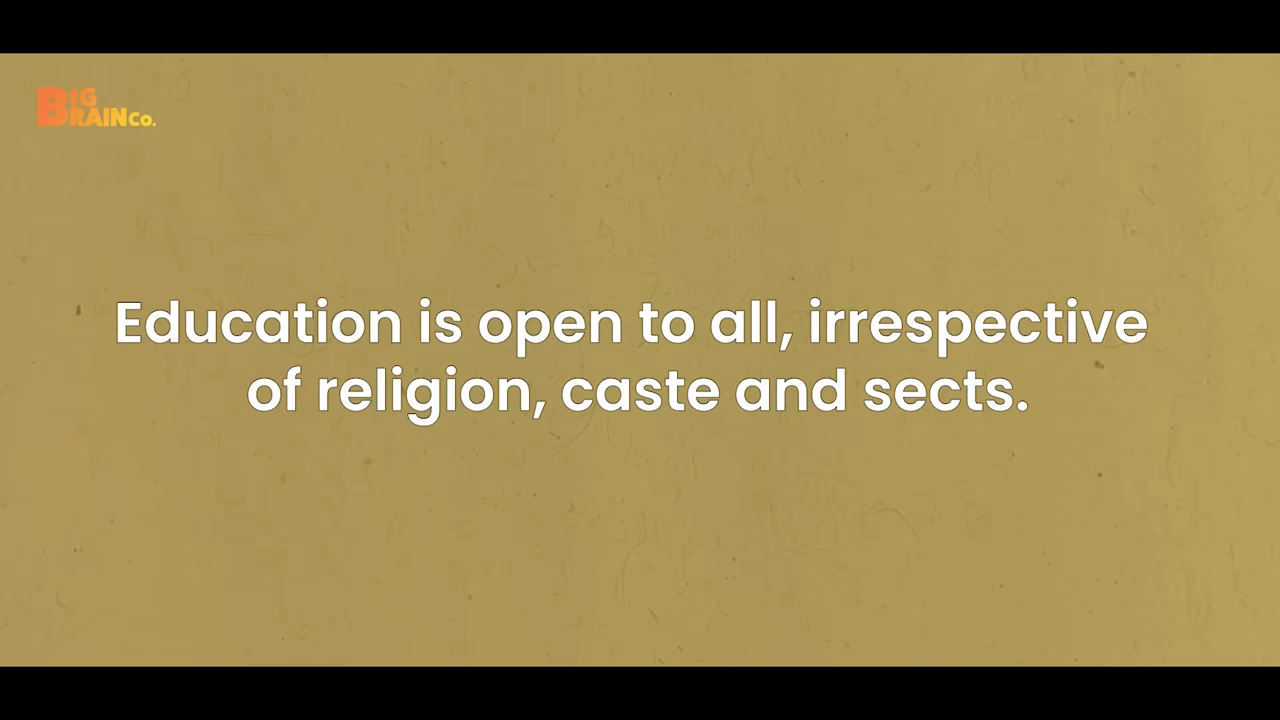 BIG
BRAINCo.
Education is open to all, irrespective
of religion, caste and sects.